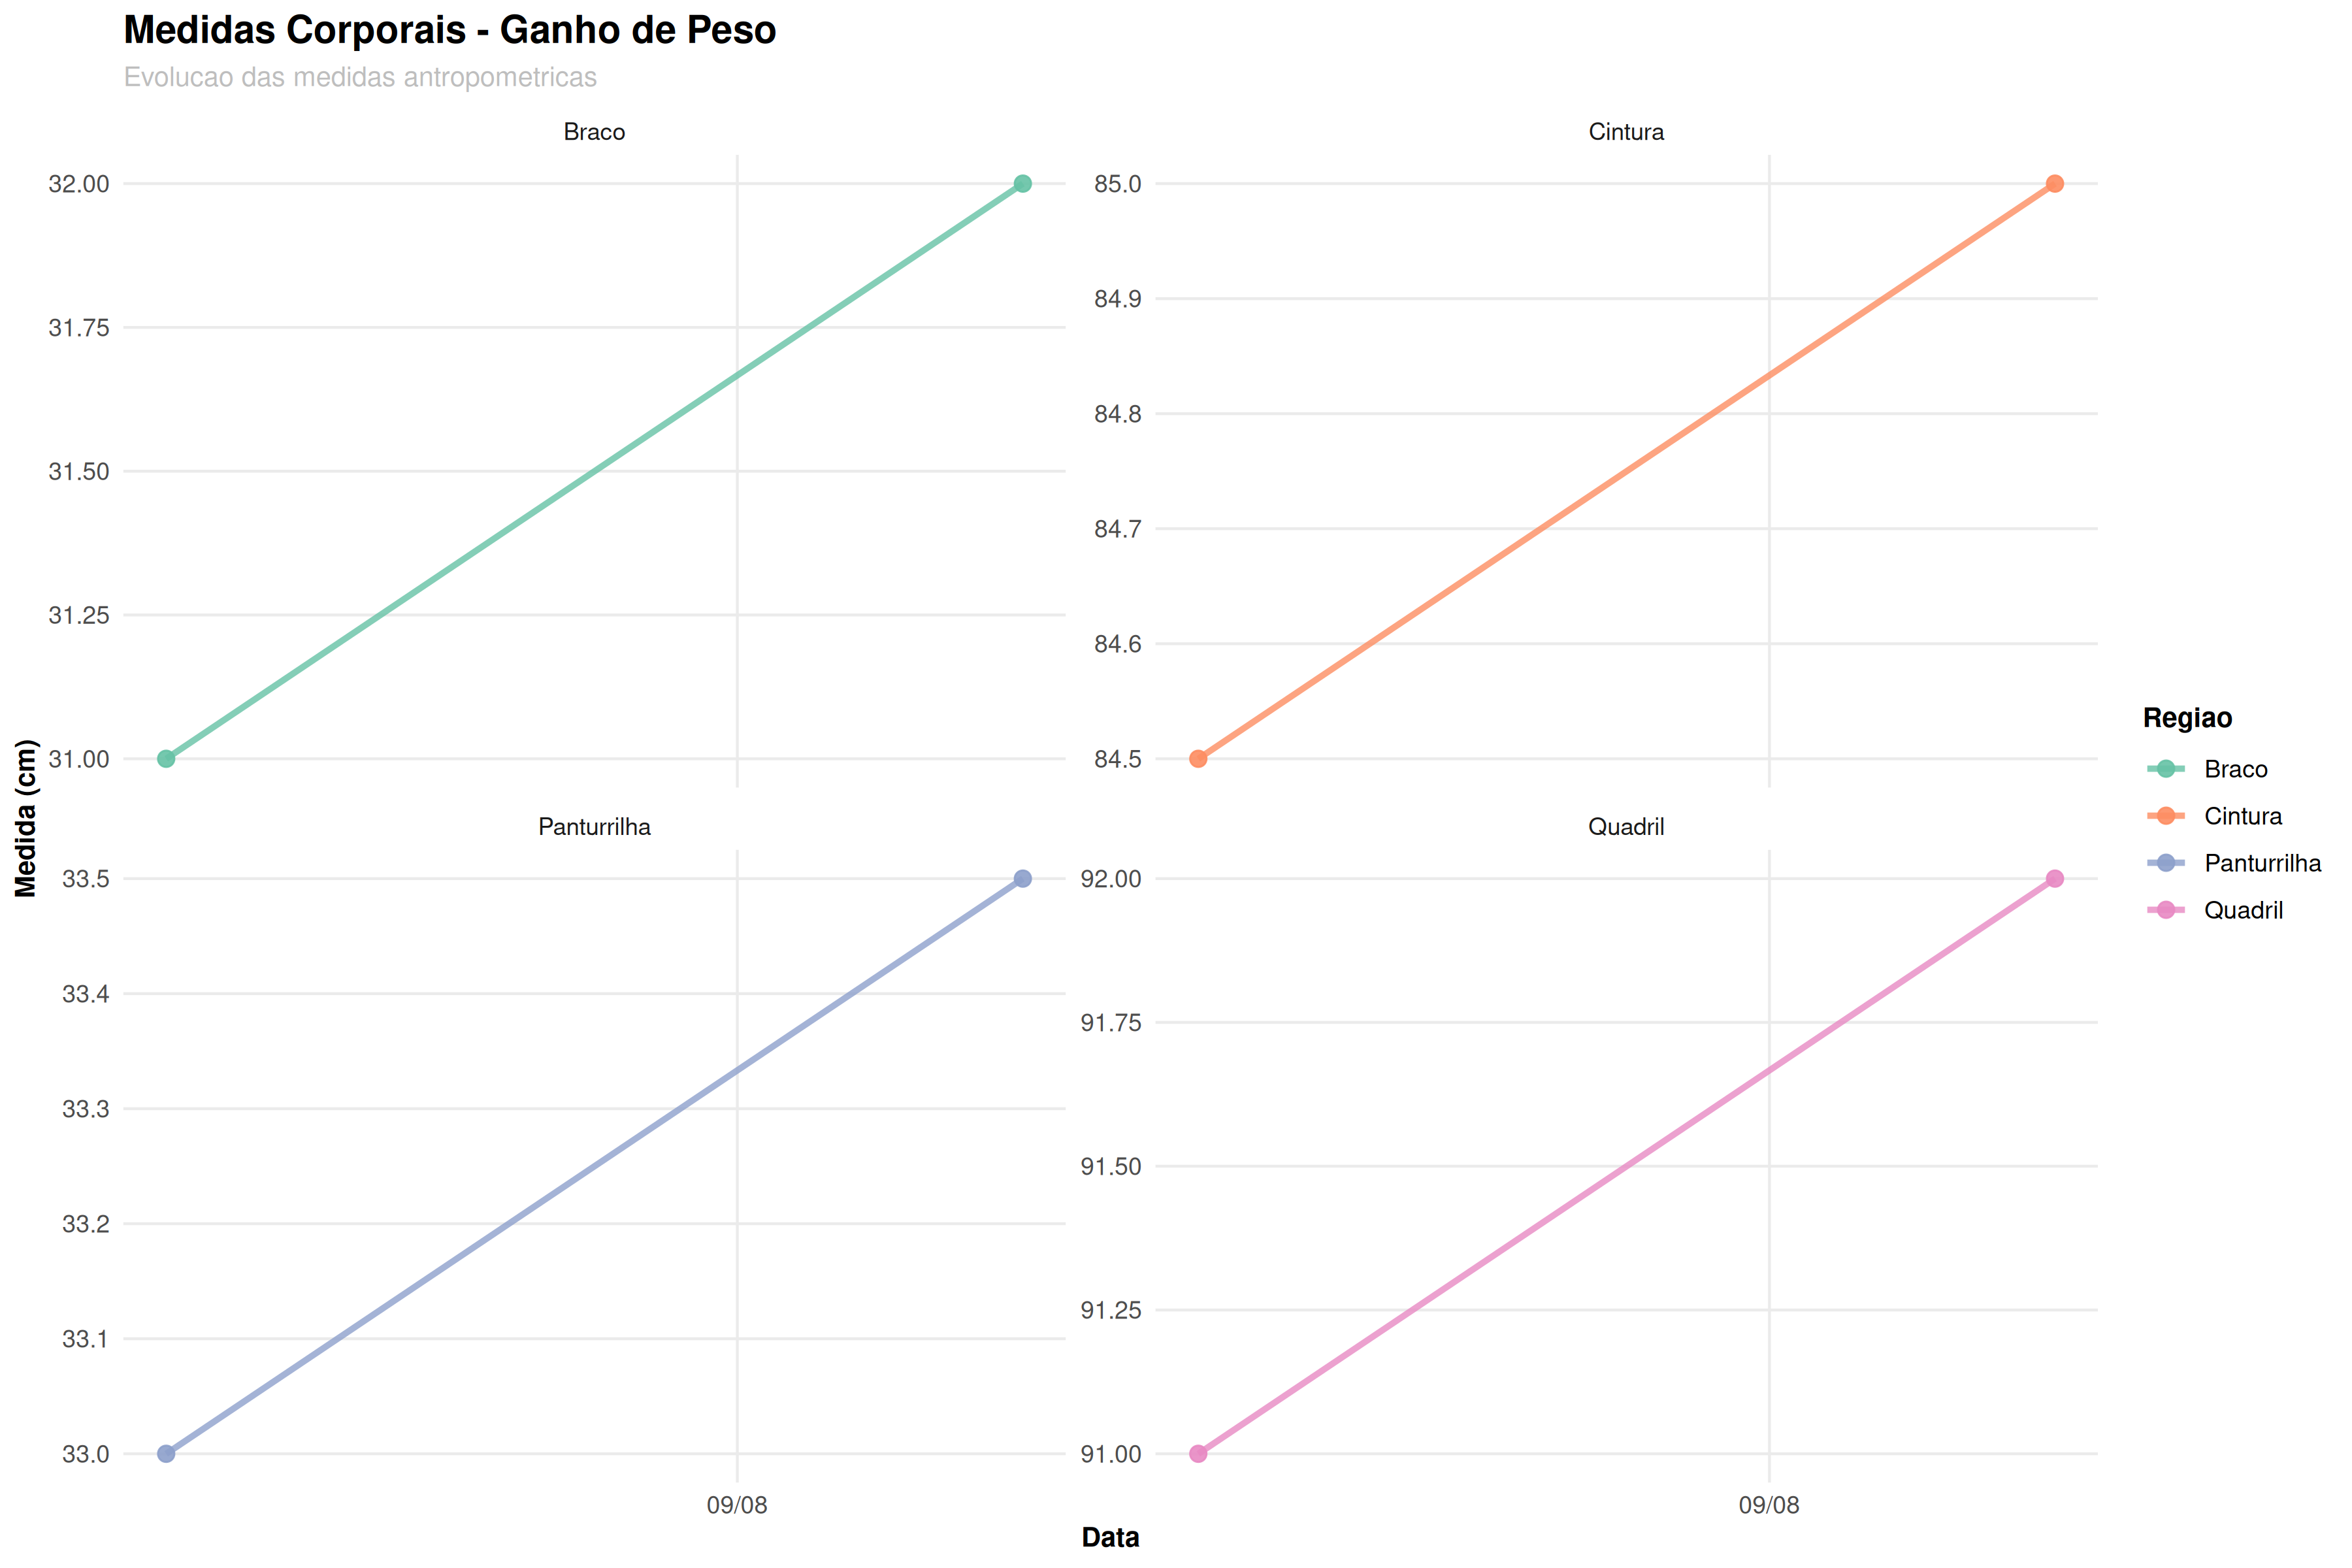 Medidas Corporais - Ganho de Peso
Evolucao das medidas antropometricas
Braco
32.00
31.75
31.50
31.25
31.00
Cintura
85.0
84.9
84.8
84.7
84.6
84.5
Panturrilha
33.5
33.4
33.3
33.2
33.1
33.0
09/08
Quadril
92.00
91.75
91.50
91.25
91.00
09/08
Medida (cm)
Data
Regiao
Braco
Cintura
Panturrilha
Quadril